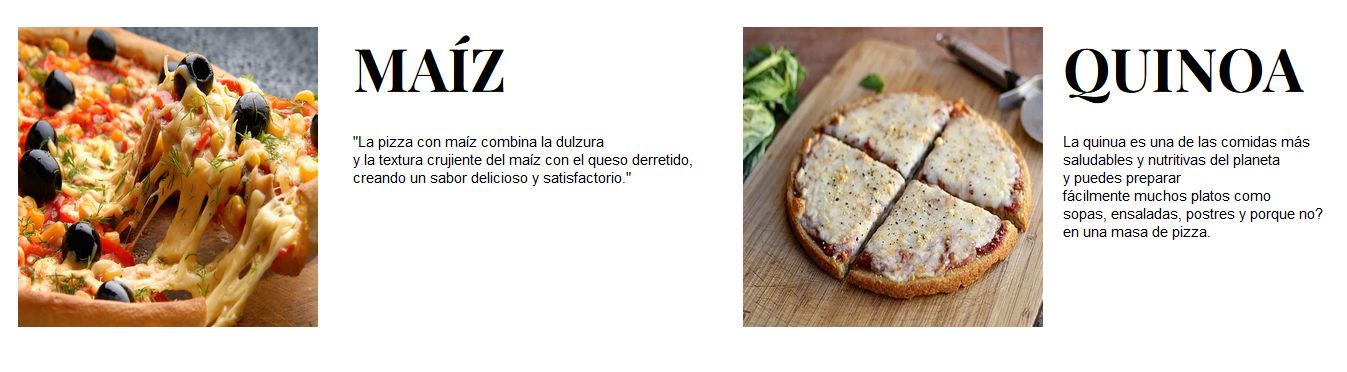 MAÍZ
"La pizza con maíz combina la dulzura
y la textura crujiente del maíz con el queso derretido,
creando un sabor delicioso y satisfactorio."
QUINOA
La quinua es una de las comidas más
saludables y nutritivas del planeta
y puedes preparar
fácilmente muchos platos como
sopas, ensaladas, postres y porque no?
en una masa de pizza.